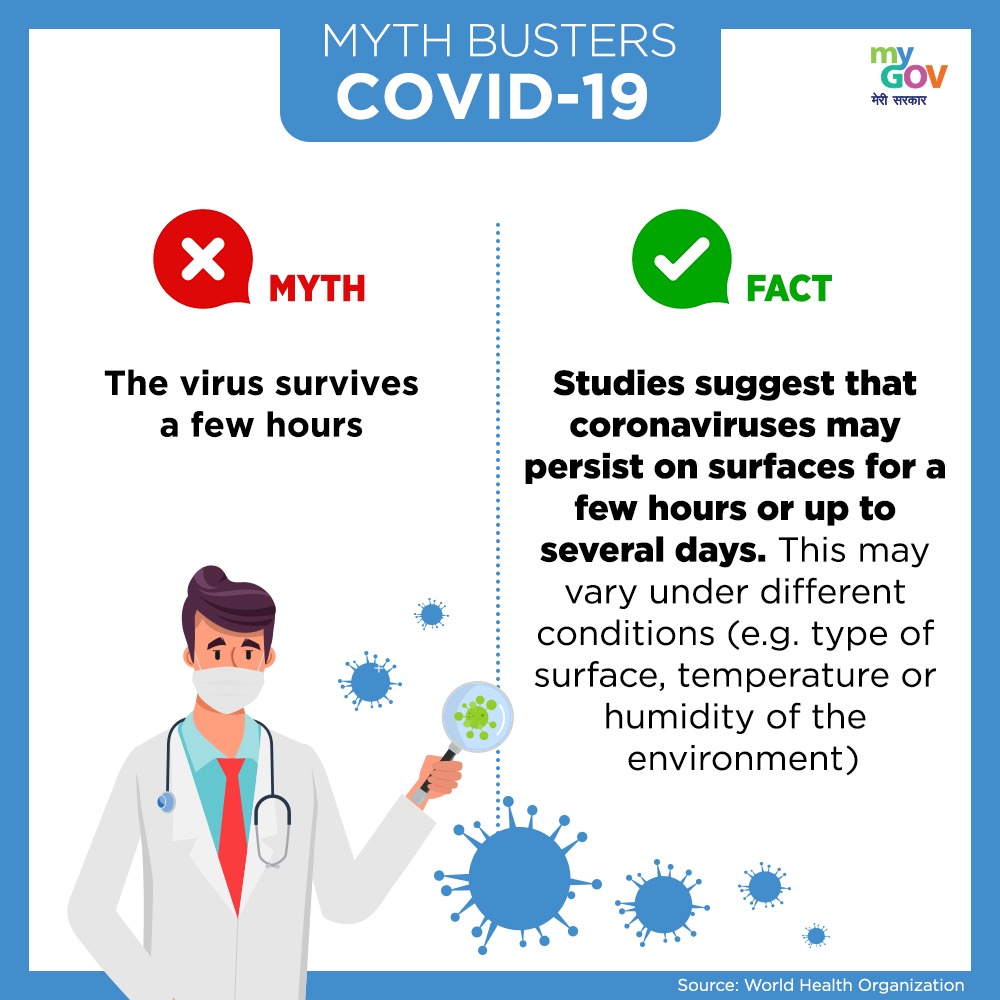 MYTH BUSTERS
COVID-19
my
GOV
मेरी सरकार
MYTH
The virus survives
a few hours
FACT
Studies suggest that
coronaviruses may
persist on surfaces for a
few hours or up to
several days. This may
vary under different
conditions (e.g. type of
surface, temperature or
humidity of the
environment)
Source: World Health Organization